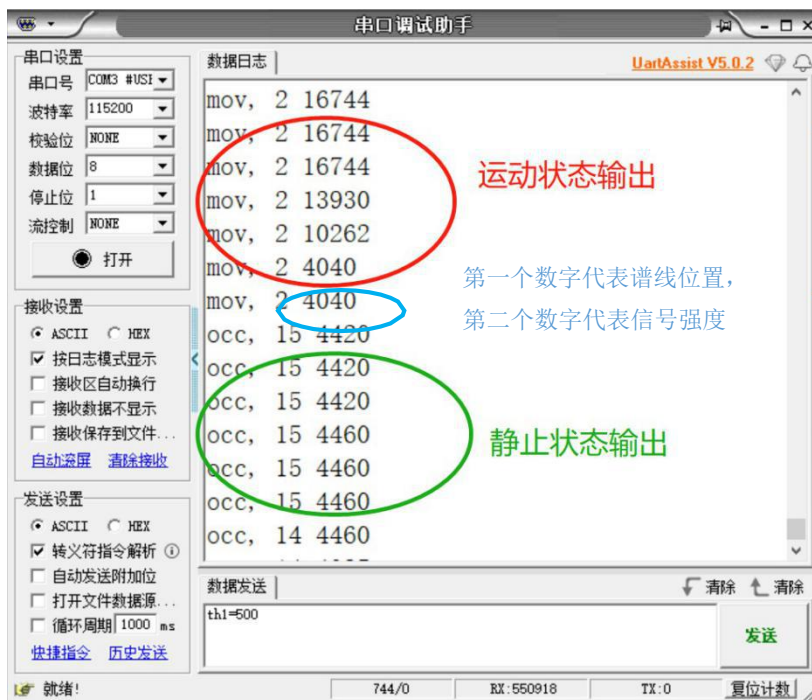 串口调试助手
串口设置
串口号 COM3 #USI
波特率 115200
校验位 NONE
数据位 8
停止位 1
流控制 NONE
打开
接收设置
ASCII HEX
按日志模式显示
接收区自动换行
接收数据不显示
接收保存到文件...
自动滚屏 清除接收
发送设置
ASCII HEX
转义符指令解析
自动发送附加位
打开文件数据源...
循环周期 1000 ms
快捷指令 历史发送
数据日志
UartAssist V5.0.2
mov, 2 16744
mov, 2 16744
mov, 2 16744
mov, 2 13930
mov, 2 10262
mov, 2 4040
mov, 2 4040
occ, 15 4420
occ, 15 4420
occ, 15 4420
occ, 15 4460
occ, 15 4460
occ, 15 4460
occ, 14 4460
运动状态输出
第一个数字代表谱线位置，
第二个数字代表信号强度
静止状态输出
数据发送
清除 清除
th1=500
发送
就绪!
744/0
RX:550918
TX:0
复位计数